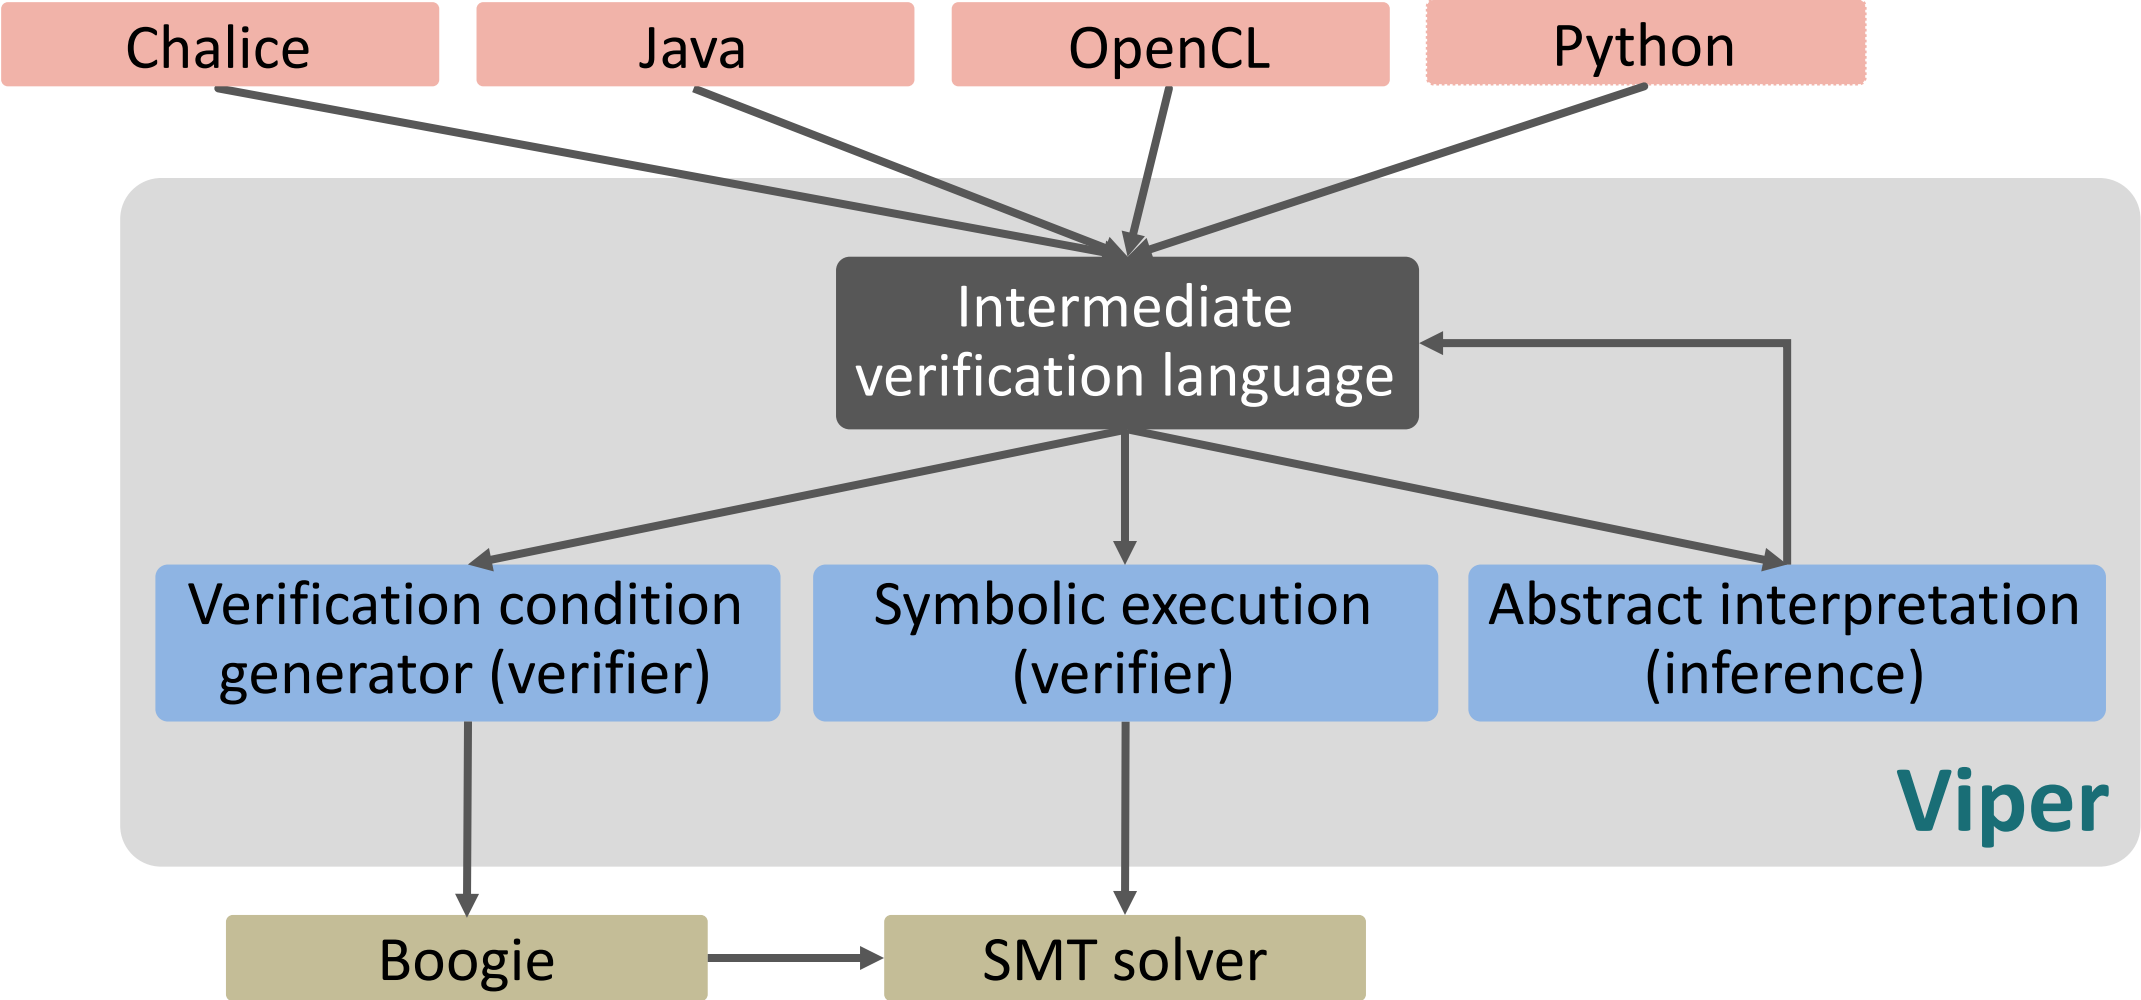 Chalice
Java
OpenCL
Python
Intermediate
verification language
Verification condition
generator (verifier)
Symbolic execution
(verifier)
Abstract interpretation
(inference)
Viper
Boogie
SMT solver